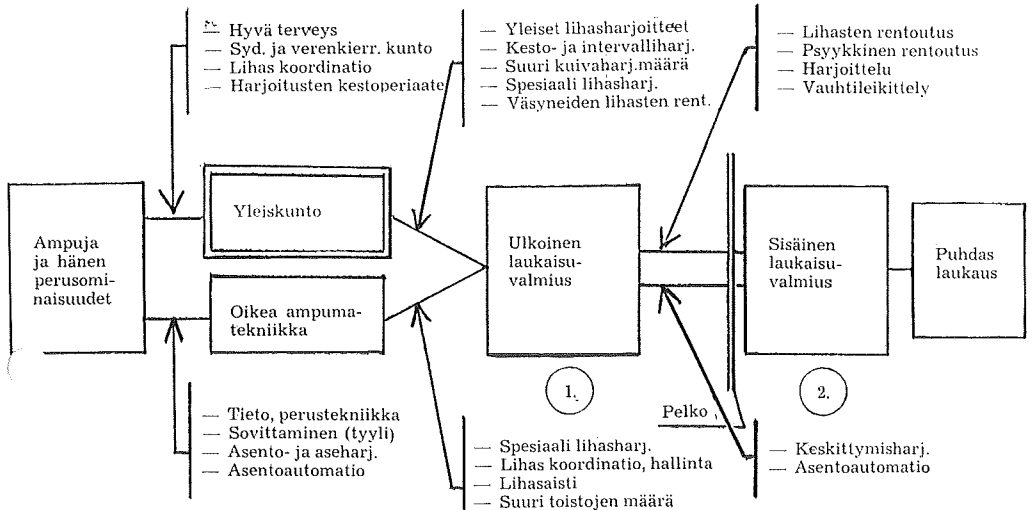 — Hyvä terveys
— Syd. ja verenkierr. kunto
— Lihas koordinatio
— Harjoitusten kestoperiaate
— Yleiset lihasharjoitteet
— Kesto- ja intervalliharj.
— Suuri kuivaharj. määrä
— Spesiaali lihasharj.
— Väsyneiden lihasten rent.
— Lihasten rentoutus
— Psyykkinen rentoutus
— Harjoittelu
— Vauhtileikittely
Ampuja
ja hänen
perusomi-
naisuudet
Yleiskunto
Oikea ampuma-
tekniikka
Ulkoinen
laukaisu-
valmius
Sisäinen
laukaisu-
valmius
Puhdas
laukaus
1.
2.
Pelko
— Tieto, perustekniikka
— Sovittaminen (tyyli)
— Asento- ja aseharj.
— Asentoautomatio
— Spesiaali lihasharj.
— Lihas koordinatio, hallinta
— Lihasaisti
— Suuri toistojen määrä
— Keskittymisharj.
— Asentoautomatio